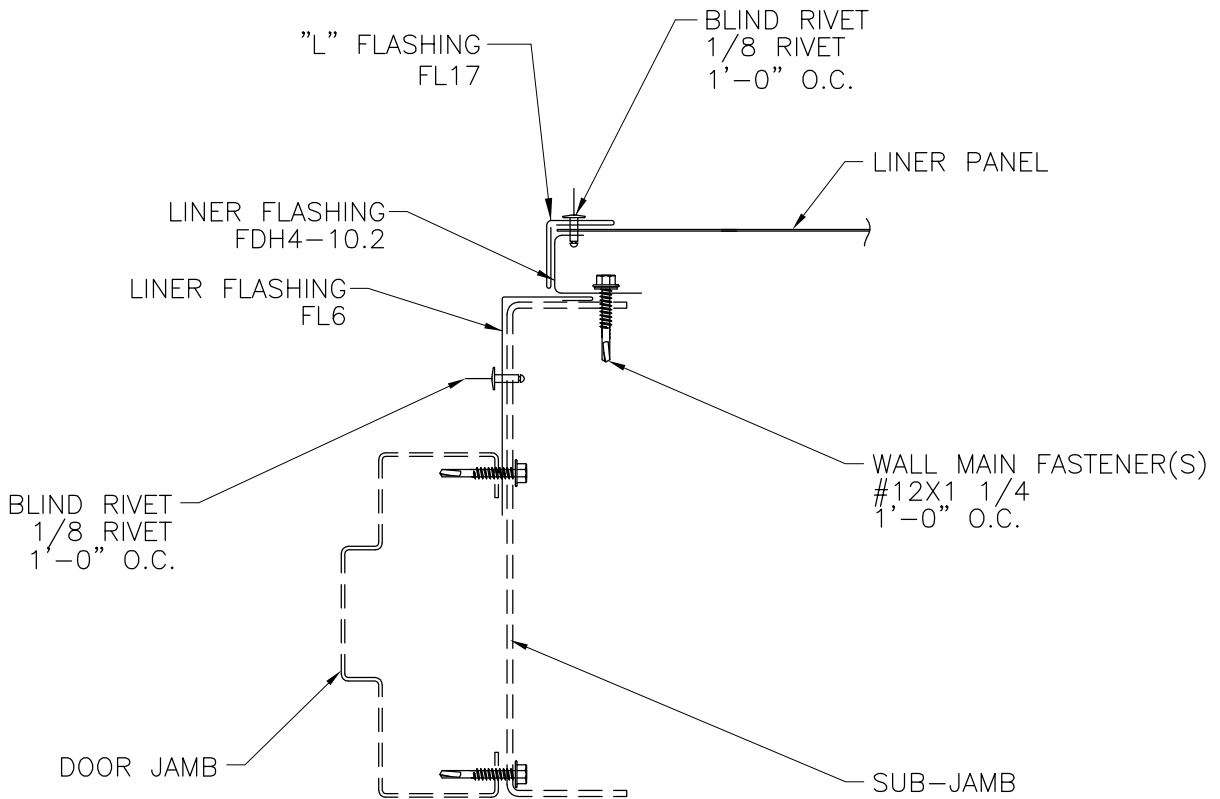 ”L” FLASHING
FL17
BLIND RIVET
1/8 RIVET
1’-0” O.C.
LINER PANEL
LINER FLASHING
FDH4-10.2
LINER FLASHING
FL6
WALL MAIN FASTENER(S)
#12X1 1/4
1’-0” O.C.
BLIND RIVET
1/8 RIVET
1’-0” O.C.
DOOR JAMB
SUB-JAMB